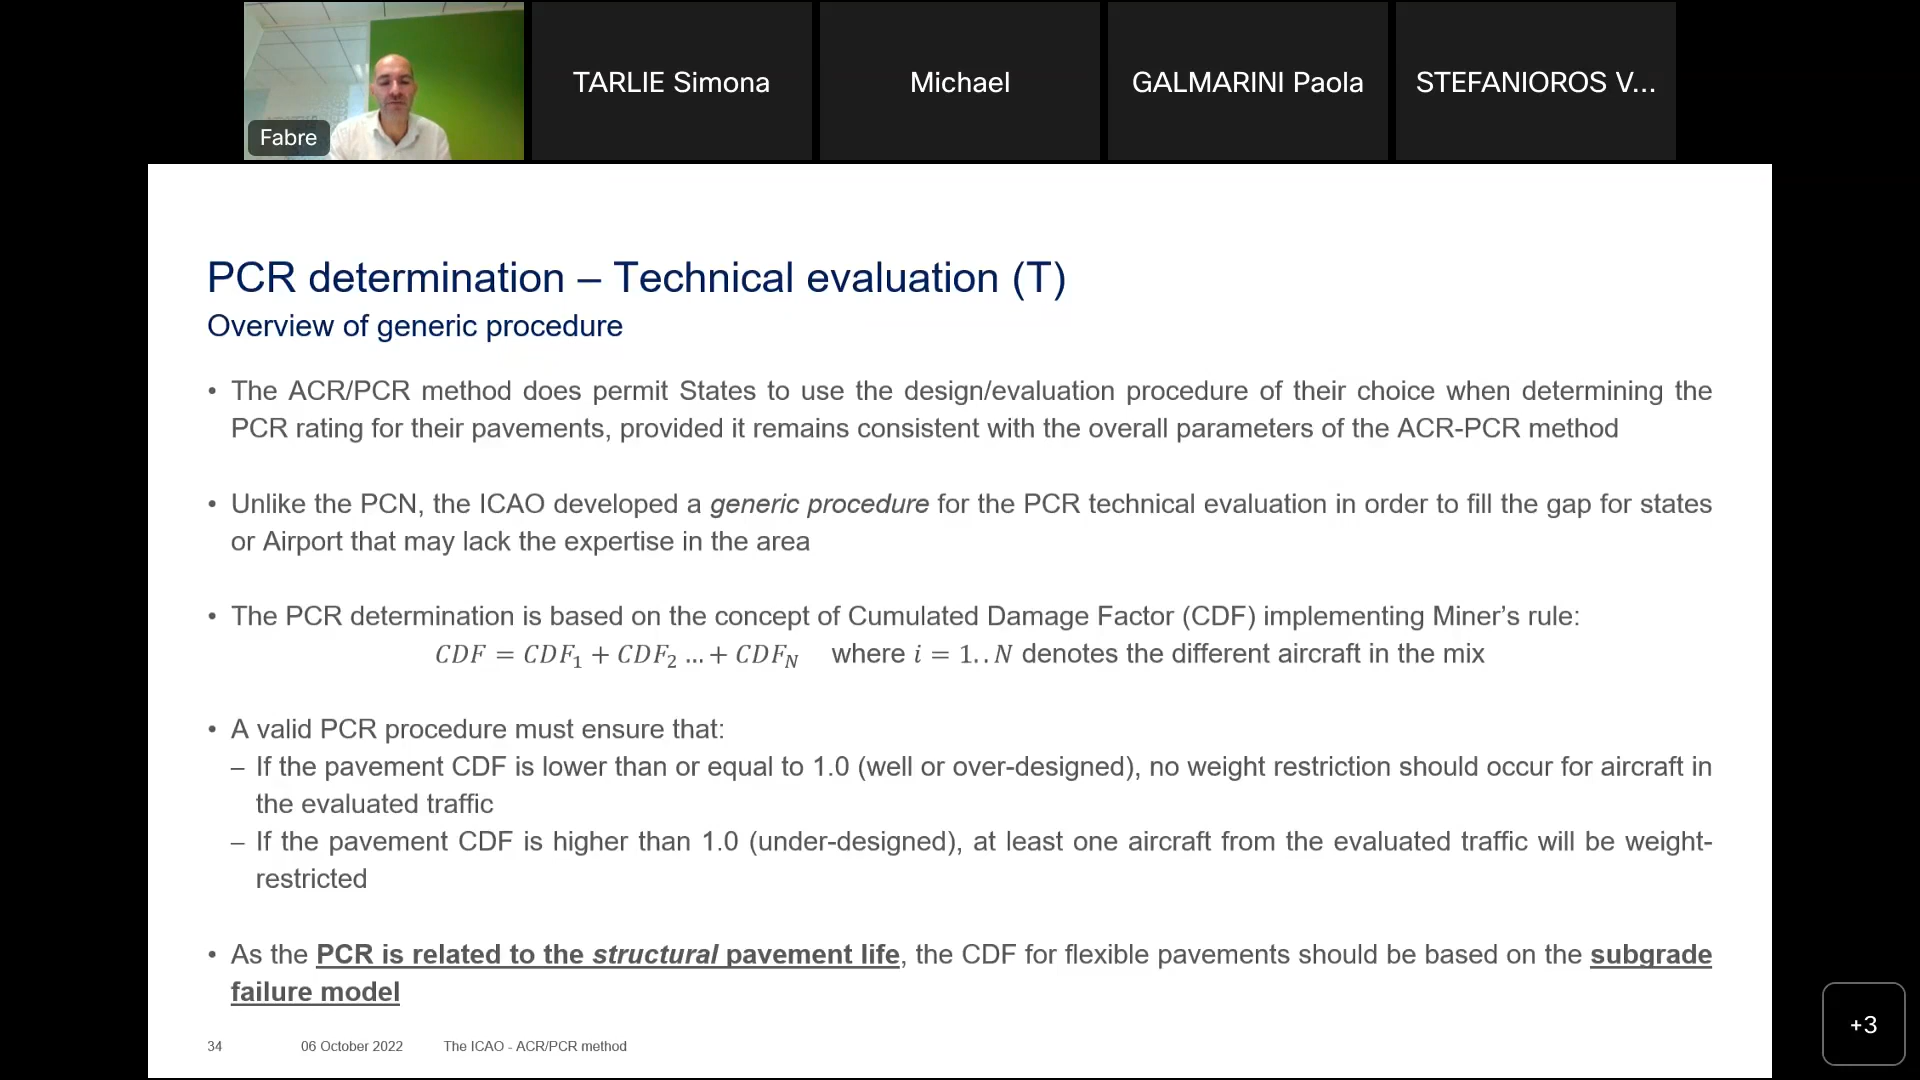 Fabre
TARLIE Simona
Michael
GALMARINI Paola
STEFANIOROS V...
PCR determination – Technical evaluation (T)
Overview of generic procedure
• The ACR/PCR method does permit States to use the design/evaluation procedure of their choice when determining the
PCR rating for their pavements, provided it remains consistent with the overall parameters of the ACR-PCR method
• Unlike the PCN, the ICAO developed a generic procedure for the PCR technical evaluation in order to fill the gap for states
or Airport that may lack the expertise in the area
• The PCR determination is based on the concept of Cumulated Damage Factor (CDF) implementing Miner’s rule:
CDF = CDF₁ + CDF₂ ... + CDF_N where i = 1..N denotes the different aircraft in the mix
• A valid PCR procedure must ensure that:
– If the pavement CDF is lower than or equal to 1.0 (well or over-designed), no weight restriction should occur for aircraft in
the evaluated traffic
– If the pavement CDF is higher than 1.0 (under-designed), at least one aircraft from the evaluated traffic will be weight-
restricted
• As the PCR is related to the structural pavement life, the CDF for flexible pavements should be based on the subgrade
failure model
34 06 October 2022 The ICAO - ACR/PCR method
+3